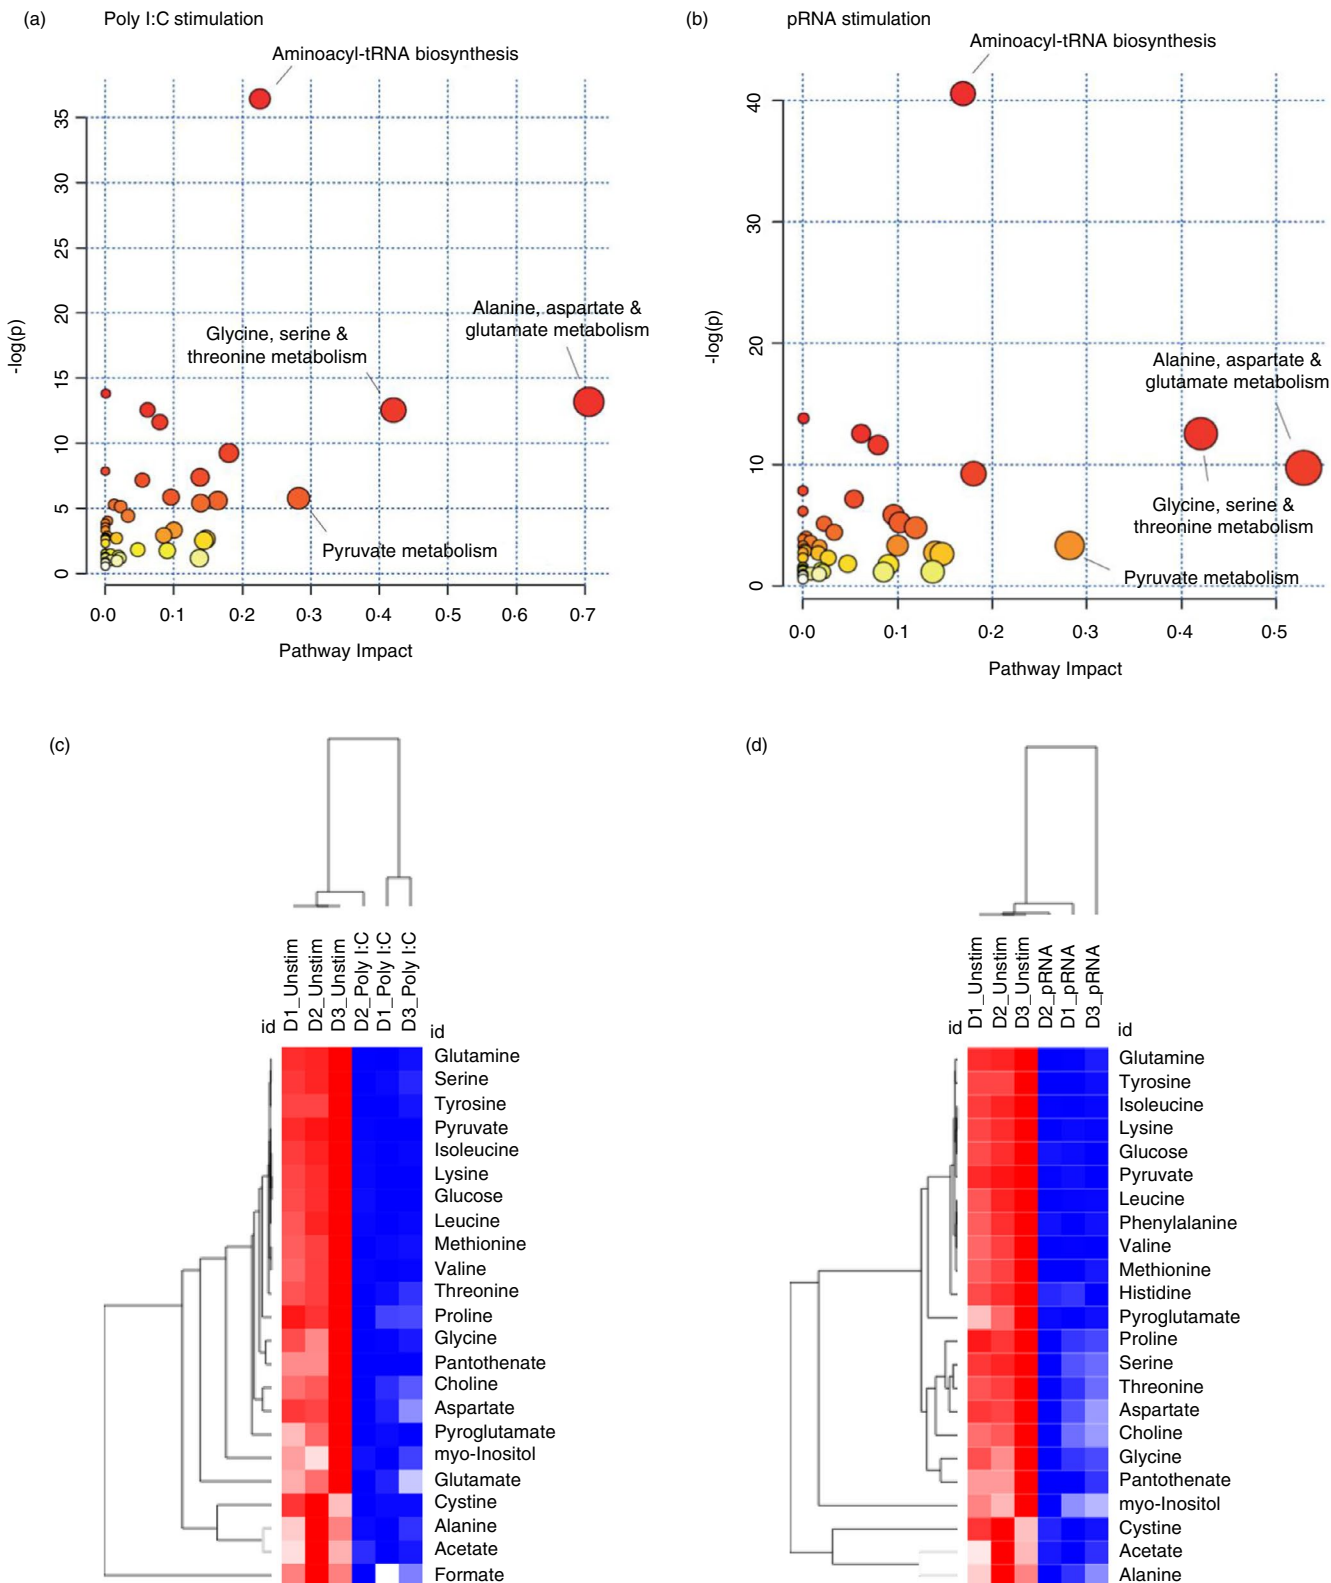 (a)
Poly I:C stimulation
Aminoacyl-tRNA biosynthesis
35
30
25
20
15
10
5
0
-log(p)
Alanine, aspartate &
glutamate metabolism
Glycine, serine &
threonine metabolism
Pyruvate metabolism
0·0 0·1 0·2 0·3 0·4 0·5 0·6 0·7
Pathway Impact
(b)
pRNA stimulation
Aminoacyl-tRNA biosynthesis
40
30
20
10
0
-log(p)
Alanine, aspartate &
glutamate metabolism
Glycine, serine &
threonine metabolism
Pyruvate metabolism
0·0 0·1 0·2 0·3 0·4 0·5
Pathway Impact
(c)
id
D1_Unstim
D2_Unstim
D3_Unstim
D2_Poly I:C
D1_Poly I:C
D3_Poly I:C
id
Glutamine
Serine
Tyrosine
Pyruvate
Isoleucine
Lysine
Glucose
Leucine
Methionine
Valine
Threonine
Proline
Glycine
Pantothenate
Choline
Aspartate
Pyroglutamate
myo-Inositol
Glutamate
Cystine
Alanine
Acetate
Formate
(d)
id
D1_Unstim
D2_Unstim
D3_Unstim
D2_pRNA
D1_pRNA
D3_pRNA
id
Glutamine
Tyrosine
Isoleucine
Lysine
Glucose
Pyruvate
Leucine
Phenylalanine
Valine
Methionine
Histidine
Pyroglutamate
Proline
Serine
Threonine
Aspartate
Choline
Glycine
Pantothenate
myo-Inositol
Cystine
Acetate
Alanine